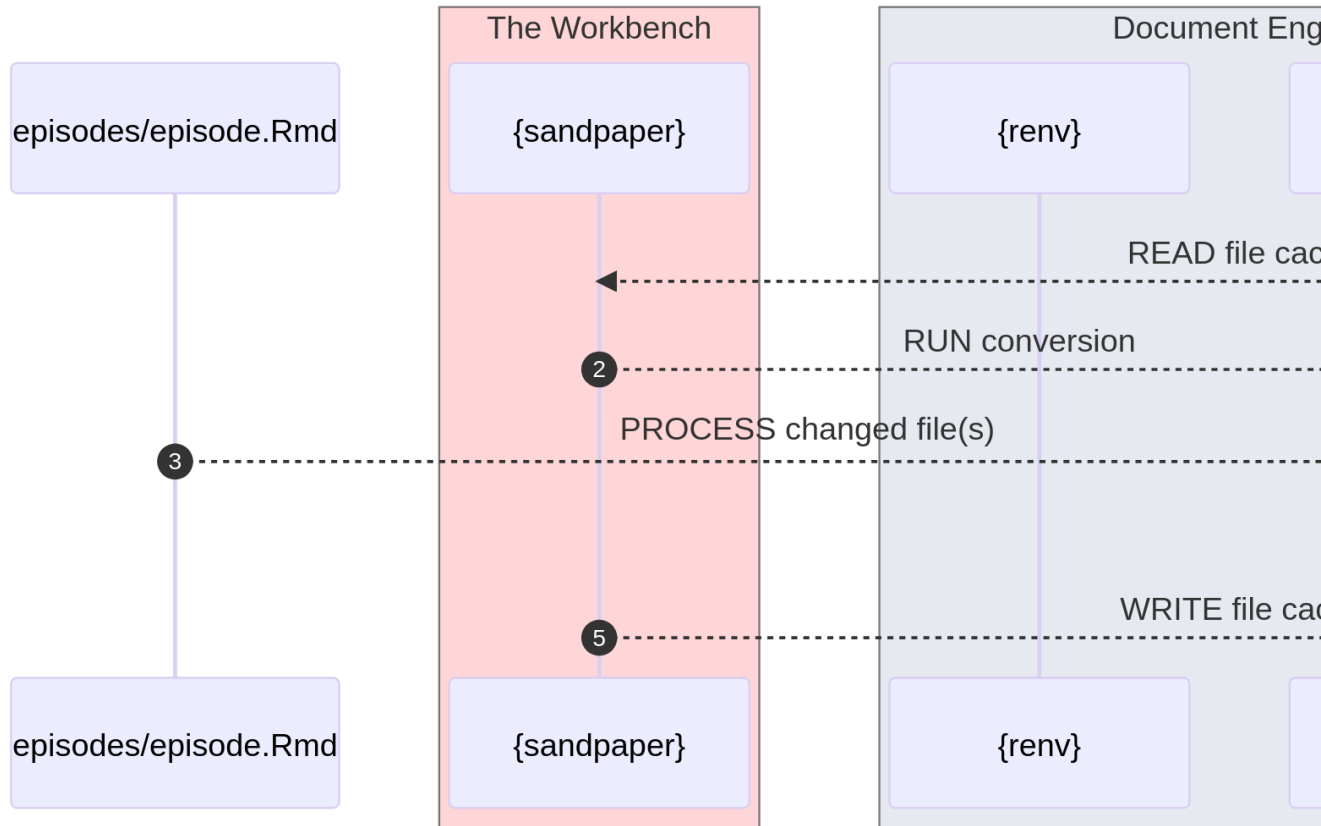 The Workbench
Document Eng
episodes/episode.Rmd
{sandpaper}
{renv}
READ file cac
RUN conversion
2
PROCESS changed file(s)
3
WRITE file cac
5
episodes/episode.Rmd
{sandpaper}
{renv}